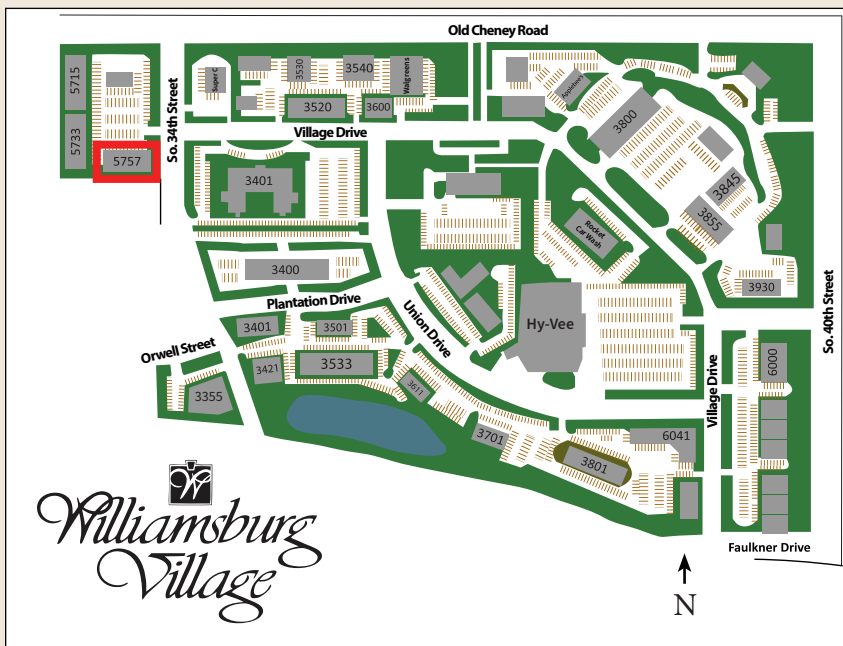 Old Cheney Road
5715
5733
5757
So. 34th Street
Super C
3530
3540
Walgreens
3520
3600
Village Drive
Applebee's
3800
3845
3855
3930
3401
Rocket
Car Wash
3400
Plantation Drive
Union Drive
Hy-Vee
So. 40th Street
Orwell Street
3401
3501
3421
3533
3355
3611
3701
3801
6041
Village Drive
6000
Faulkner Drive
W
Williamsburg
Village
N